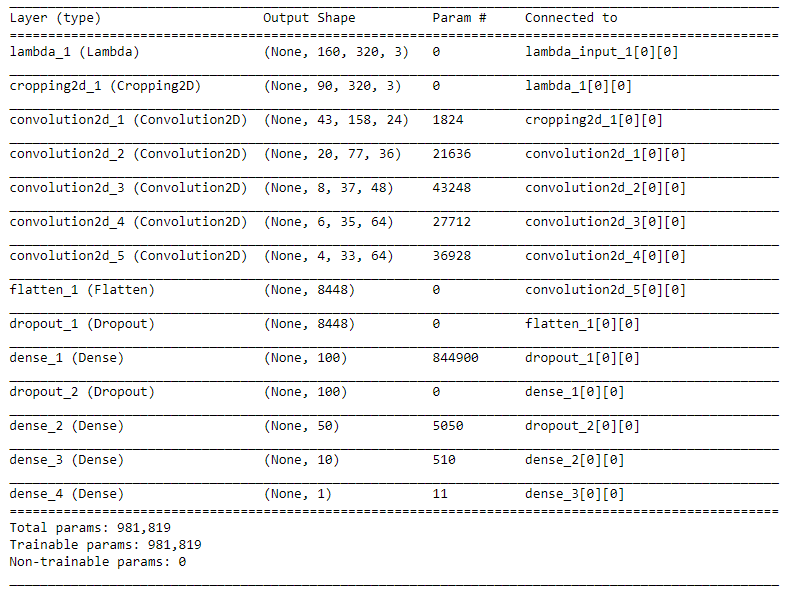 Layer (type) Output Shape Param # Connected to
====================================================================================================
lambda_1 (Lambda) (None, 160, 320, 3) 0 lambda_input_1[0][0]
cropping2d_1 (Cropping2D) (None, 90, 320, 3) 0 lambda_1[0][0]
convolution2d_1 (Convolution2D) (None, 43, 158, 24) 1824 cropping2d_1[0][0]
convolution2d_2 (Convolution2D) (None, 20, 77, 36) 21636 convolution2d_1[0][0]
convolution2d_3 (Convolution2D) (None, 8, 37, 48) 43248 convolution2d_2[0][0]
convolution2d_4 (Convolution2D) (None, 6, 35, 64) 27712 convolution2d_3[0][0]
convolution2d_5 (Convolution2D) (None, 4, 33, 64) 36928 convolution2d_4[0][0]
flatten_1 (Flatten) (None, 8448) 0 convolution2d_5[0][0]
dropout_1 (Dropout) (None, 8448) 0 flatten_1[0][0]
dense_1 (Dense) (None, 100) 844900 dropout_1[0][0]
dropout_2 (Dropout) (None, 100) 0 dense_1[0][0]
dense_2 (Dense) (None, 50) 5050 dropout_2[0][0]
dense_3 (Dense) (None, 10) 510 dense_2[0][0]
dense_4 (Dense) (None, 1) 11 dense_3[0][0]
====================================================================================================
Total params: 981,819
Trainable params: 981,819
Non-trainable params: 0